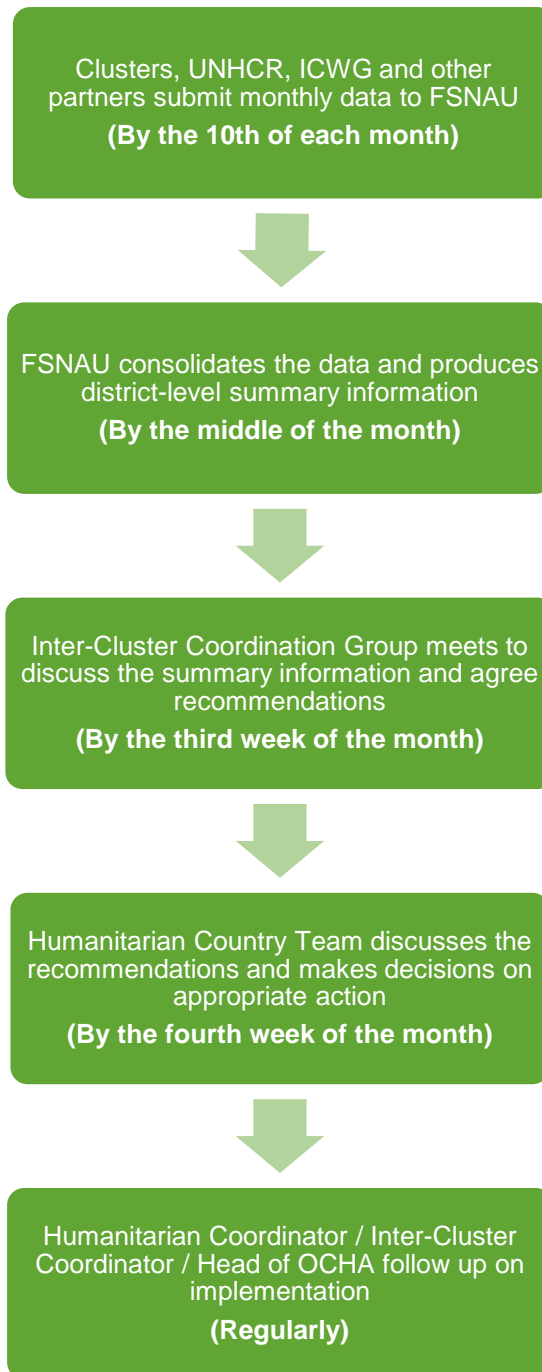 Clusters, UNHCR, ICWG and other
partners submit monthly data to FSNAU
(By the 10th of each month)
FSNAU consolidates the data and produces
district-level summary information
(By the middle of the month)
Inter-Cluster Coordination Group meets to
discuss the summary information and agree
recommendations
(By the third week of the month)
Humanitarian Country Team discusses the
recommendations and makes decisions on
appropriate action
(By the fourth week of the month)
Humanitarian Coordinator / Inter-Cluster
Coordinator / Head of OCHA follow up on
implementation
(Regularly)